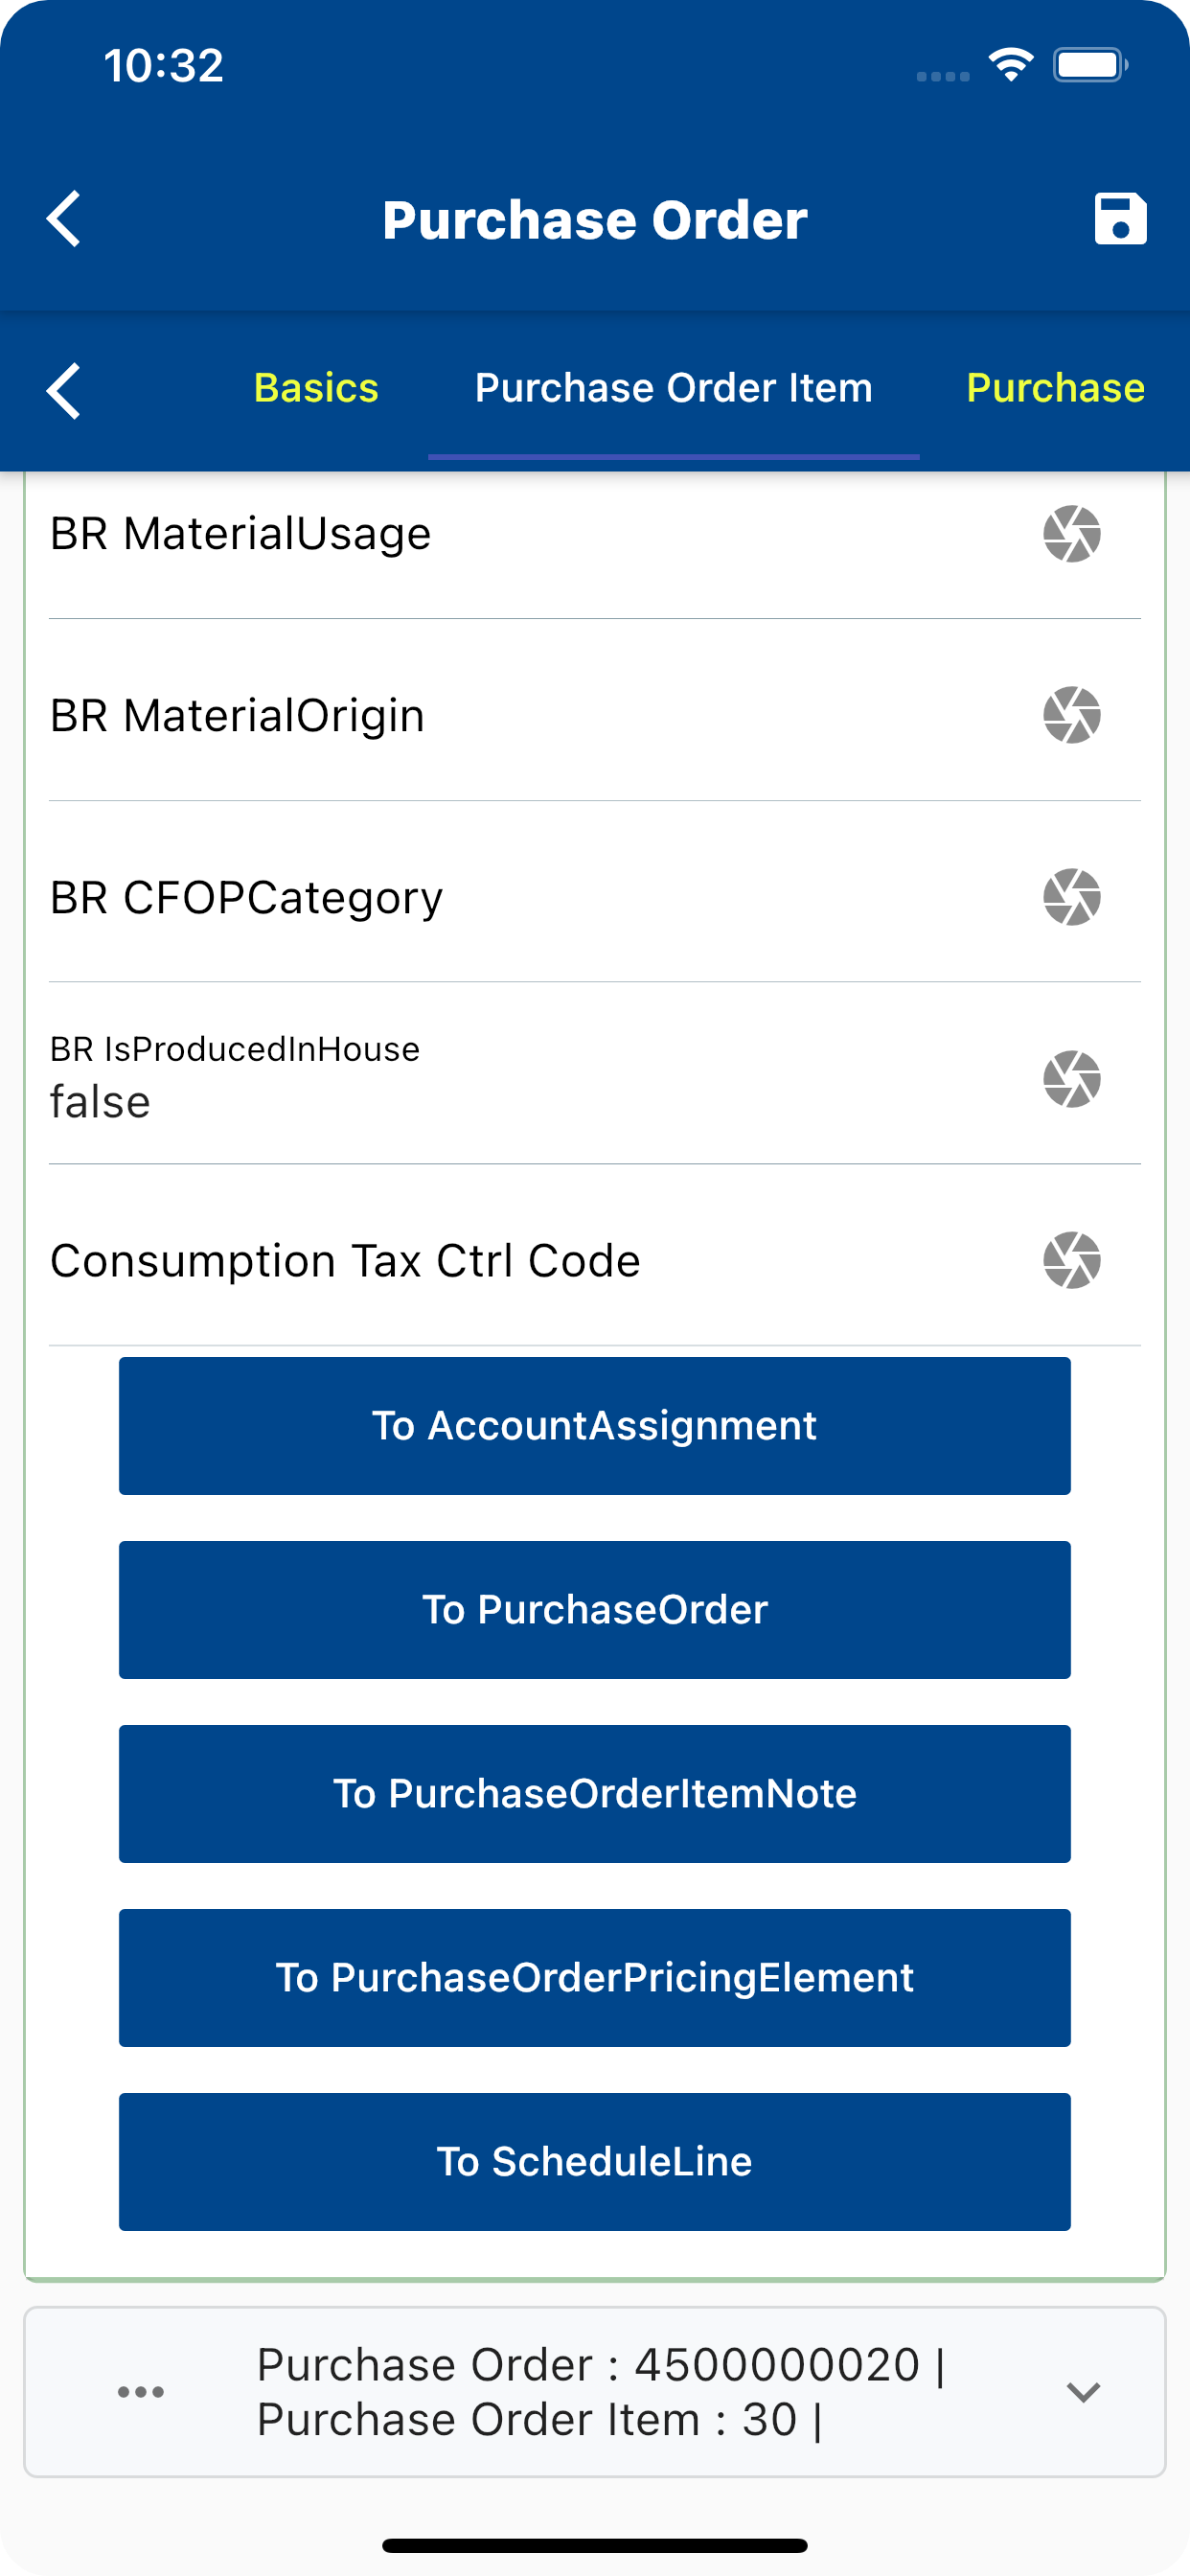 10:32
Purchase Order
Basics
Purchase Order Item
Purchase
BR MaterialUsage
BR MaterialOrigin
BR CFOPCategory
BR IsProducedInHouse
false
Consumption Tax Ctrl Code
To AccountAssignment
To PurchaseOrder
To PurchaseOrderItemNote
To PurchaseOrderPricingElement
To ScheduleLine
Purchase Order : 4500000020 |
Purchase Order Item : 30 |